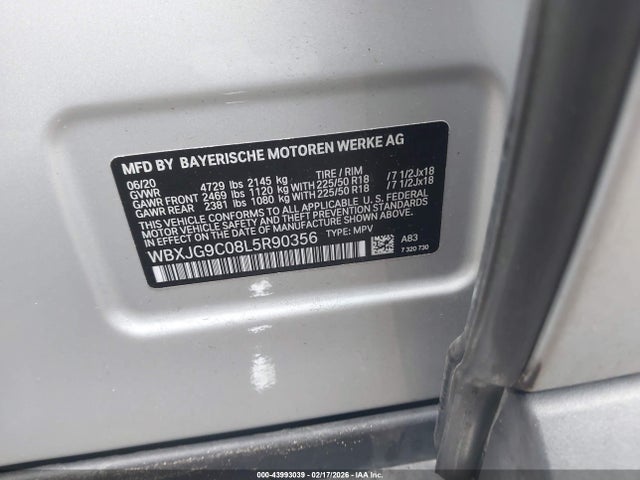 MFD BY BAYERISCHE MOTOREN WERKE AG
06/20 TIRE / RIM
GVWR 4729 lbs 2145 kg
GAWR FRONT 2469 lbs 1120 kg WITH 225/50 R18 /7 1/2Jx18
GAWR REAR 2381 lbs 1080 kg WITH 225/50 R18 /7 1/2Jx18
THIS VEHICLE CONFORMS TO ALL APPLICABLE U.S. FEDERAL
MOTOR VEHICLE SAFETY AND THEFT PREVENTION STANDARDS
IN EFFECT ON THE DATE OF MANUFACTURE SHOWN ABOVE.
WBXJG9C08L5R90356 TYPE: MPV
A83
7 320 730
000-43993039 - 02/17/2026 - IAA Inc.